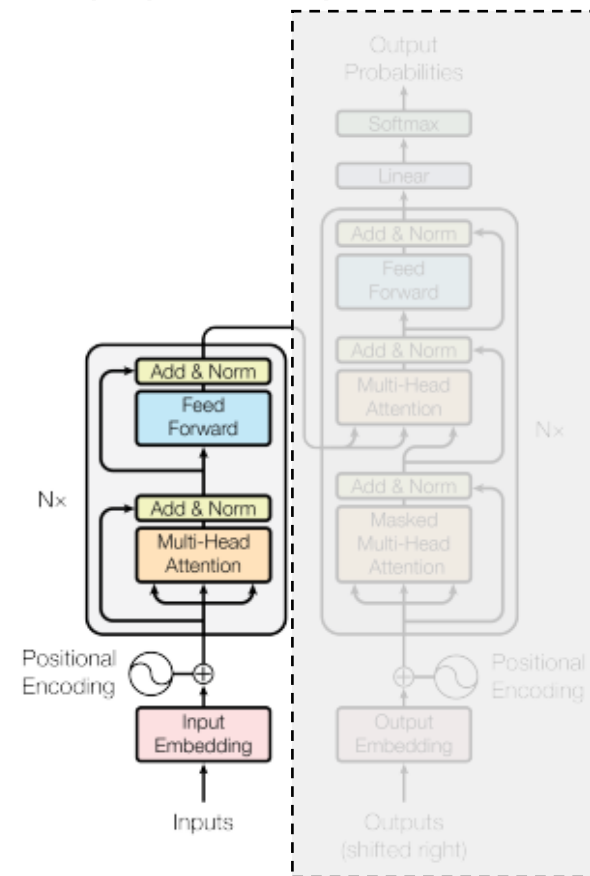 Output
Probabilities
Softmax
Linear
Add & Norm
Feed
Forward
Add & Norm
Multi-Head
Attention
Nx
Add & Norm
Masked
Multi-Head
Attention
Positional
Encoding
Output
Embedding
Outputs
(shifted right)
Add & Norm
Feed
Forward
N×
Add & Norm
Multi-Head
Attention
Positional
Encoding
Input
Embedding
Inputs